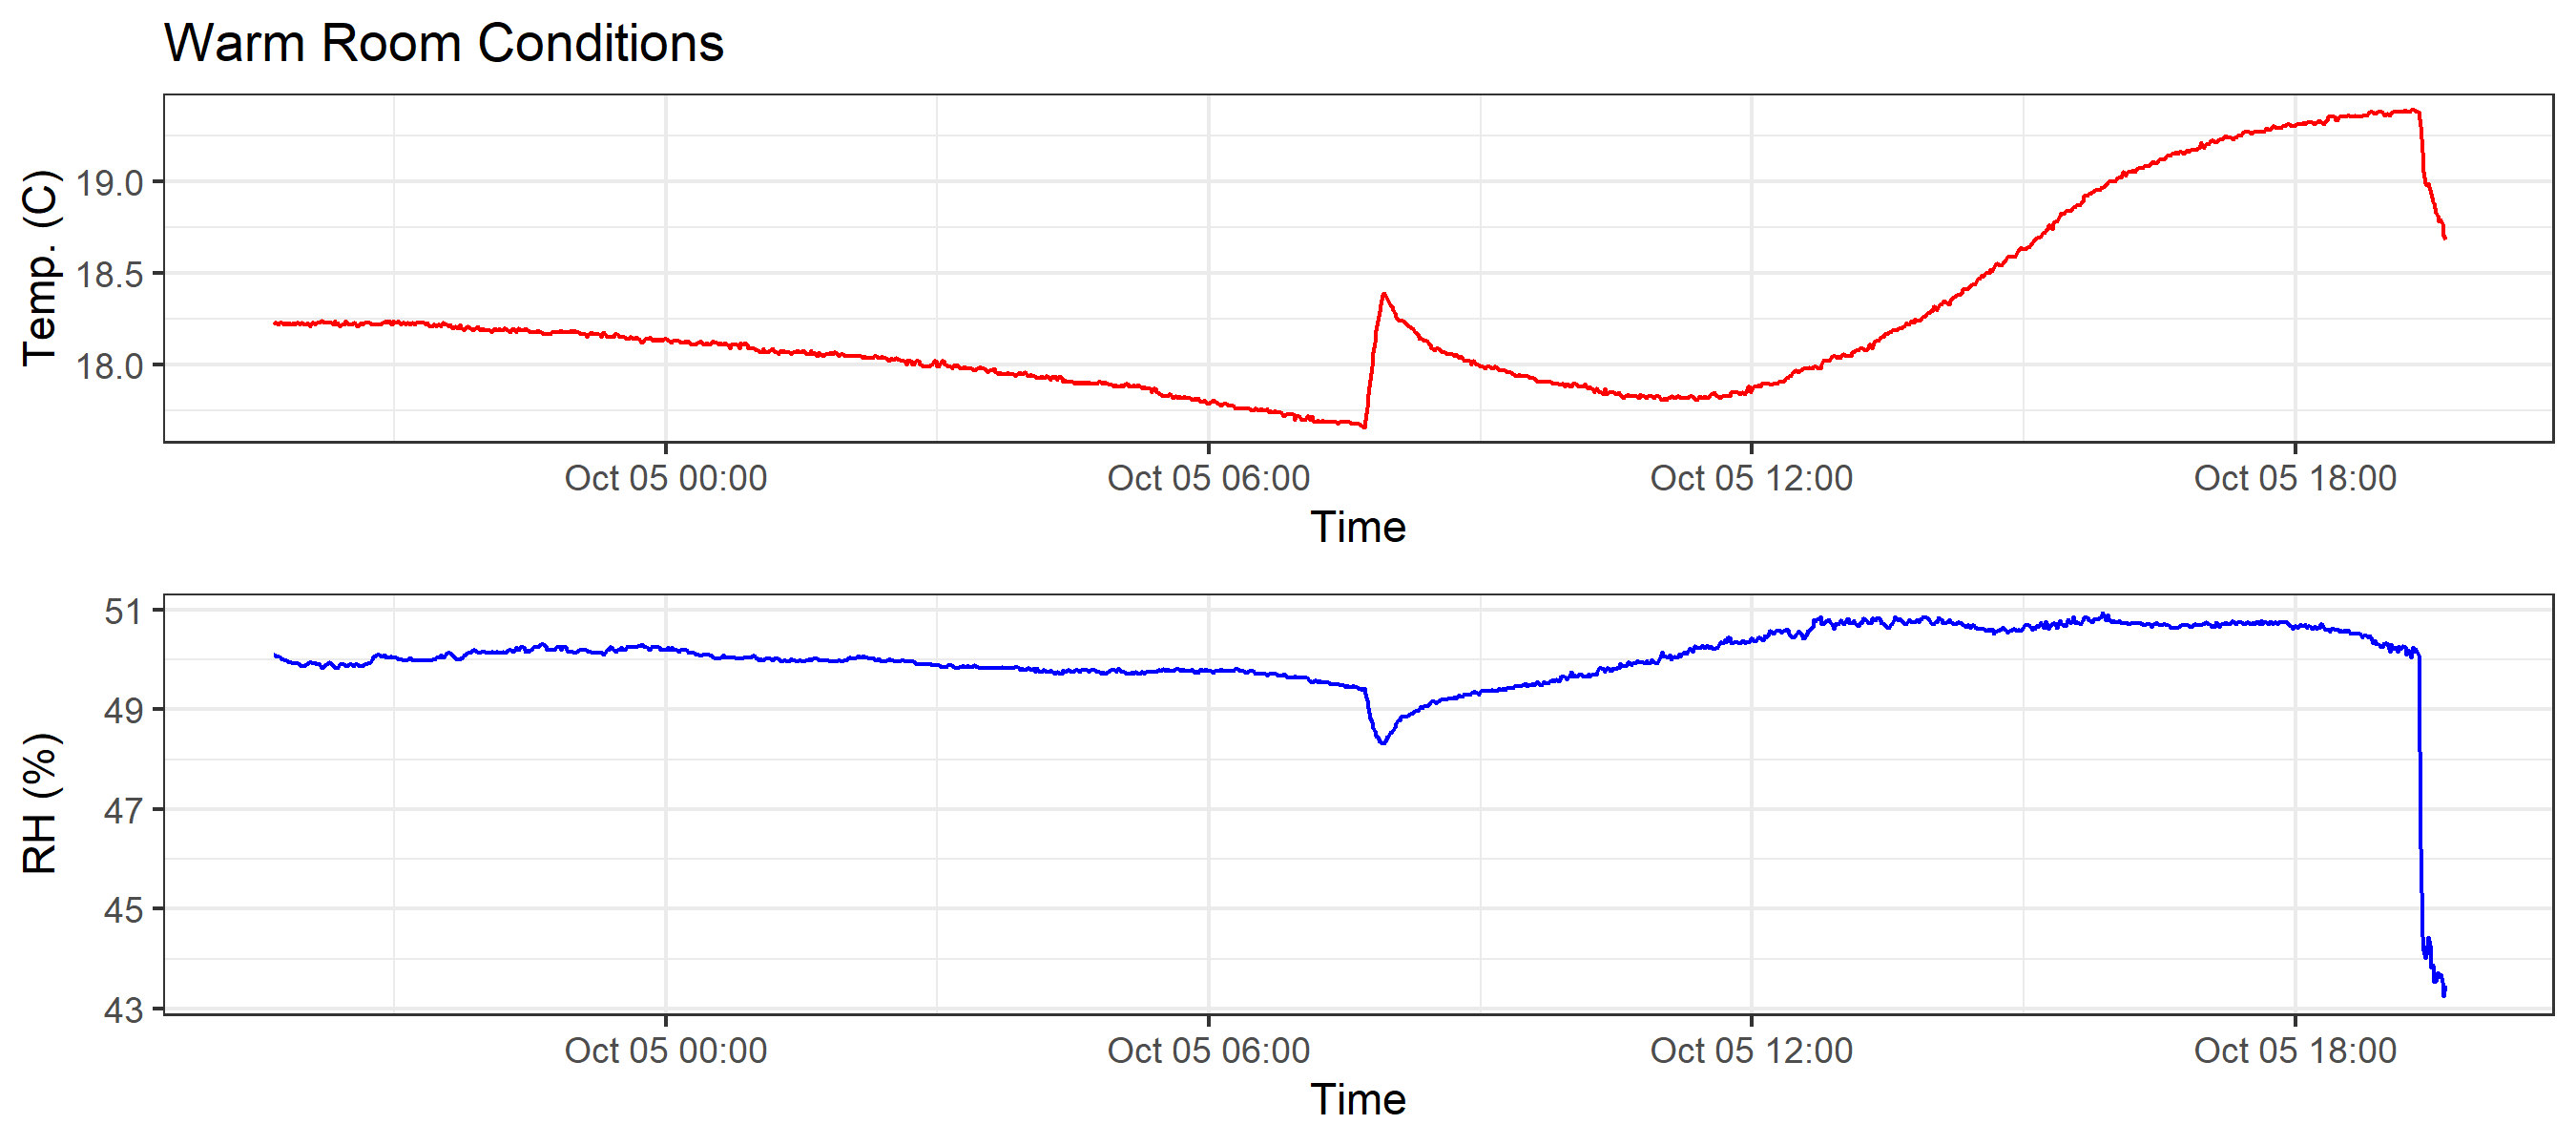 Warm Room Conditions
Temp. (C)
19.0
18.5
18.0
Oct 05 00:00 Oct 05 06:00 Oct 05 12:00 Oct 05 18:00
Time
RH (%)
51
49
47
45
43
Oct 05 00:00 Oct 05 06:00 Oct 05 12:00 Oct 05 18:00
Time